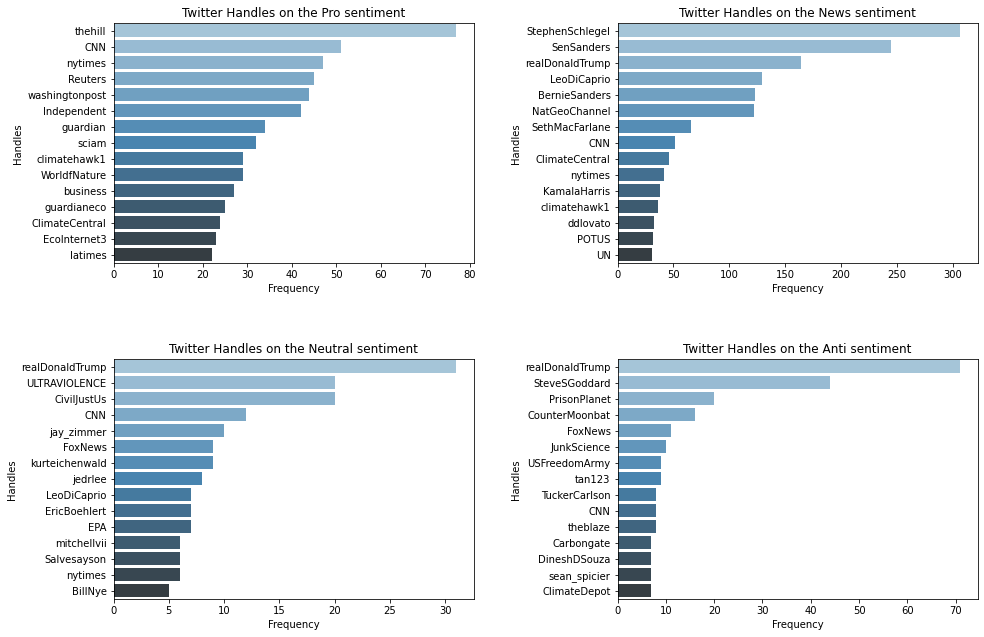 Twitter Handles on the Pro sentiment
thehill
CNN
nytimes
Reuters
washingtonpost
Independent
guardian
sciam
climatehawk1
WorldfNature
business
guardianeco
ClimateCentral
EcoInternet3
latimes
Handles
0 10 20 30 40 50 60 70 80
Frequency
Twitter Handles on the News sentiment
StephenSchlegel
SenSanders
realDonaldTrump
LeoDiCaprio
BernieSanders
NatGeoChannel
SethMacFarlane
CNN
ClimateCentral
nytimes
KamalaHarris
climatehawk1
ddlovato
POTUS
UN
Handles
0 50 100 150 200 250 300
Frequency
Twitter Handles on the Neutral sentiment
realDonaldTrump
ULTRAVIOLENCE
CivilJustUs
CNN
jay_zimmer
FoxNews
kurteichenwald
jedrlee
LeoDiCaprio
EricBoehlert
EPA
mitchellvii
Salvesayson
nytimes
BillNye
Handles
0 5 10 15 20 25 30
Frequency
Twitter Handles on the Anti sentiment
realDonaldTrump
SteveSGoddard
PrisonPlanet
CounterMoonbat
FoxNews
JunkScience
USFreedomArmy
tan123
TuckerCarlson
CNN
theblaze
Carbongate
DineshDSouza
sean_spicier
ClimateDepot
Handles
0 10 20 30 40 50 60 70
Frequency